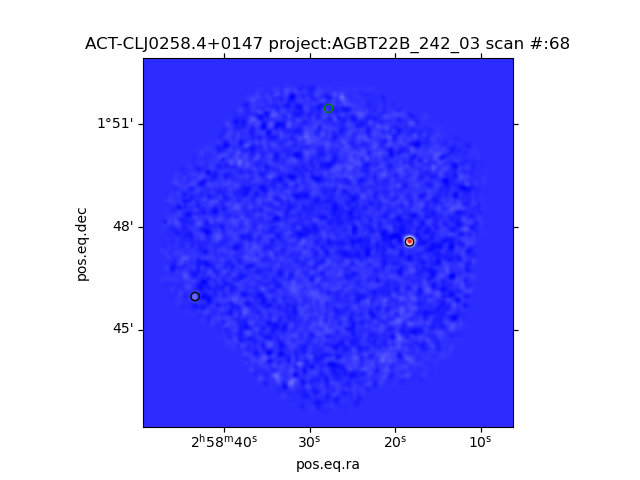 ACT-CLJ0258.4+0147 project:AGBT22B_242_03 scan #:68
1°51'
48'
45'
pos.eq.dec
2h58m40s 30s 20s 10s
pos.eq.ra